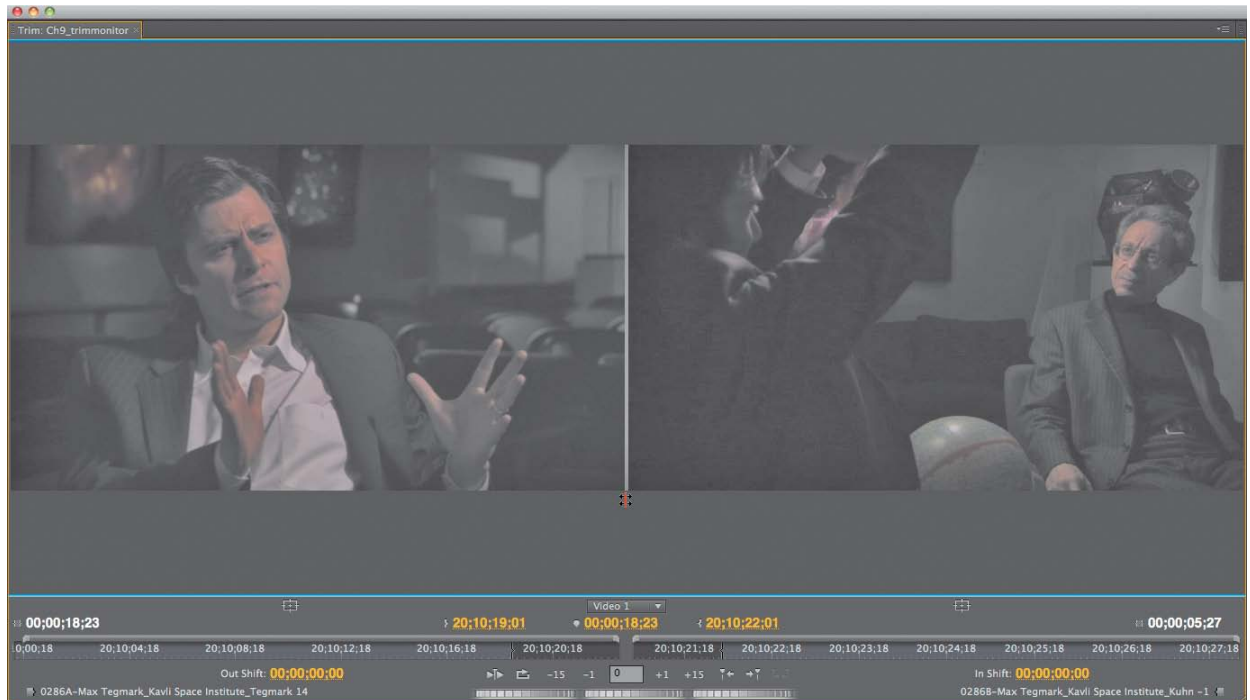 Trim: Ch9_trimmonitor ×
Video 1
00;00;18;23
20;10;19;01
00;00;18;23
20;10;22;01
00;00;05;27
20;10;04;18 20;10;08;18 20;10;12;18 20;10;16;18 20;10;20;18
20;10;21;18 20;10;22;18 20;10;23;18 20;10;24;18 20;10;25;18 20;10;26;18 20;10;27;18
Out Shift: 00;00;00;00
-15 -1 0 +1 +15
In Shift: 00;00;00;00
0286A-Max Tegmark_Kavli Space Institute_Tegmark 14
0286B-Max Tegmark_Kavli Space Institute_Kuhn -1